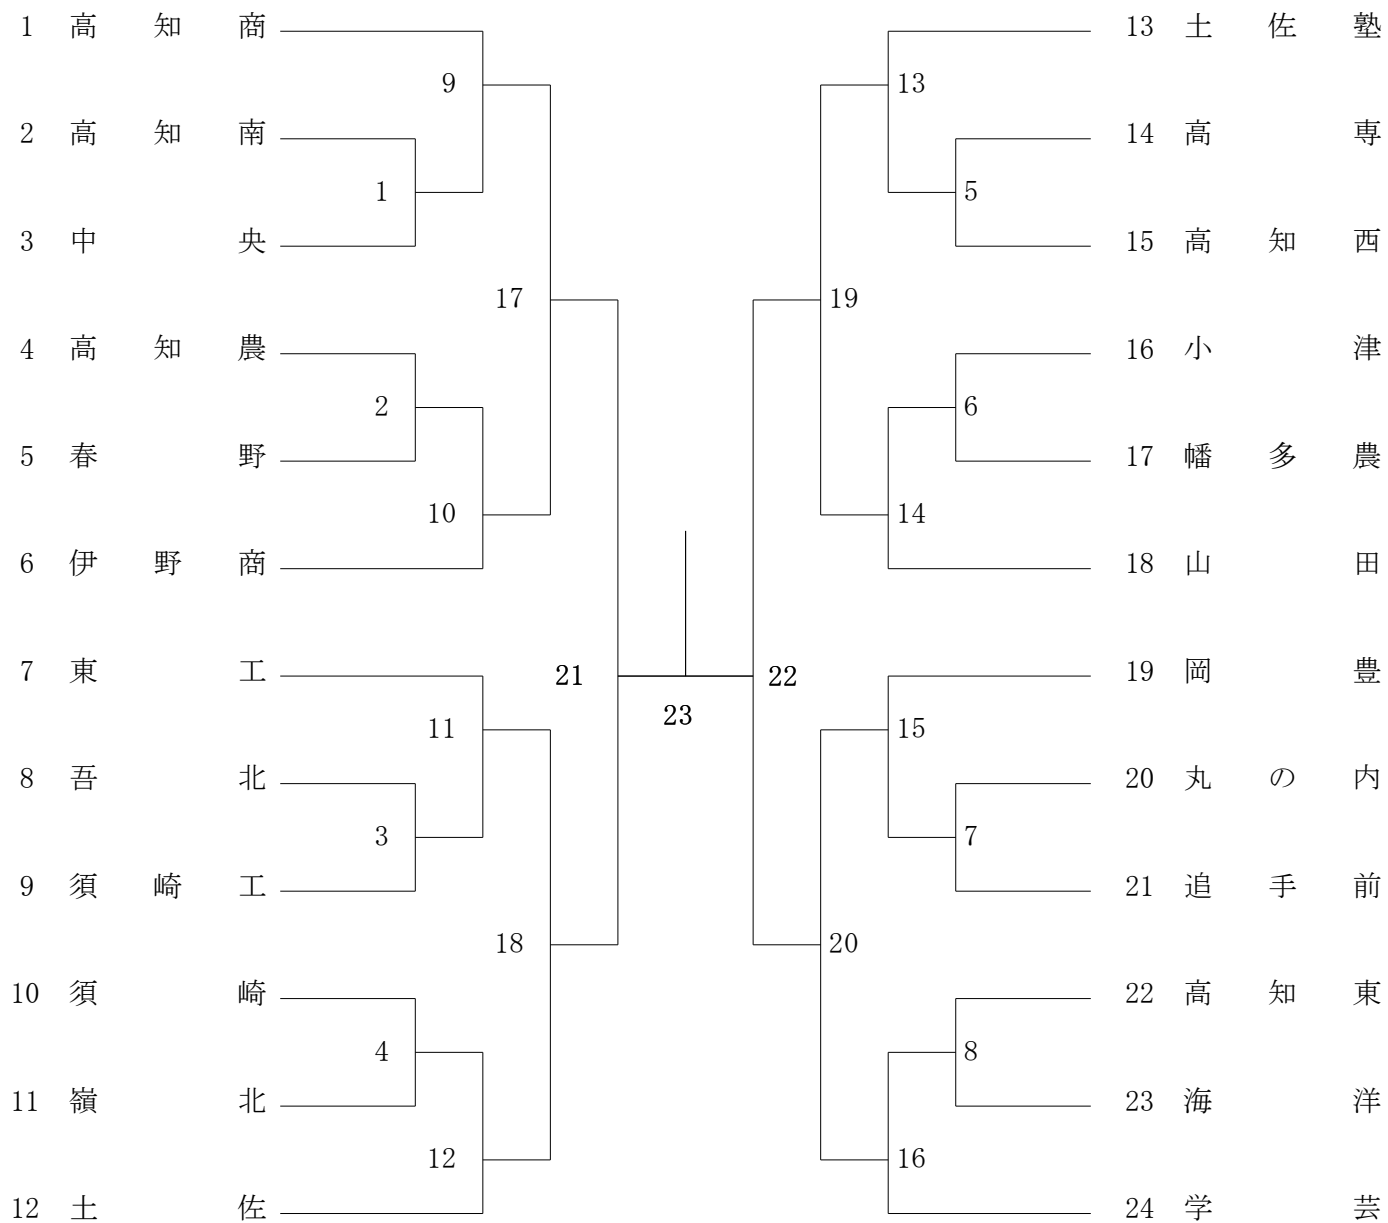 1 高知商
9
2 高知南
1
3 中央
17
4 高知農
2
5 春野
10
6 伊野商
7 東工
21
11
8 吾北
3
9 須崎工
18
10 須崎
4
11 嶺北
12
12 土佐
23
13 土佐塾
13
14 高専
5
15 高知西
19
16 小津
6
17 幡多農
14
18 山田
22
19 岡豊
15
20 丸の内
7
21 追手前
20
22 高知東
8
23 海洋
16
24 学芸